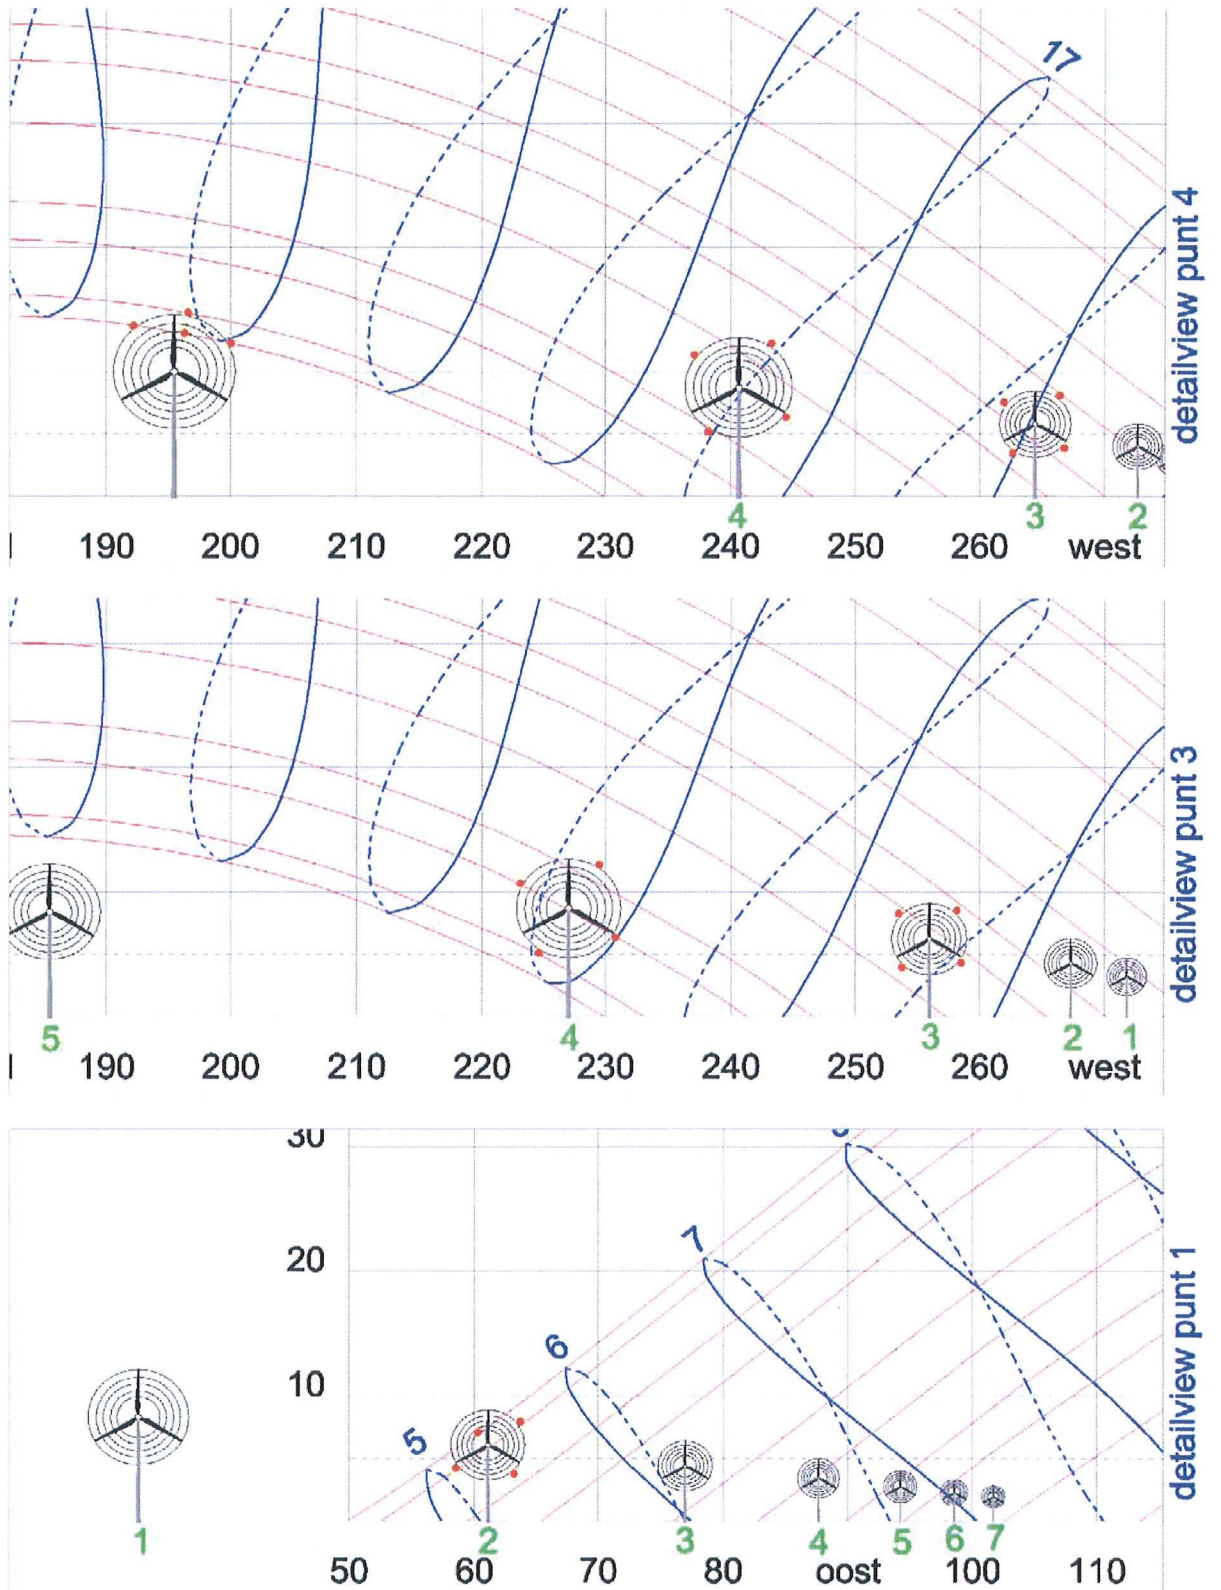 17
detailview punt 4
4 3 2
190 200 210 220 230 240 250 260 west
detailview punt 3
5 4 3 2 1
190 200 210 220 230 240 250 260 west
30
20
10
7
6
5
detailview punt 1
1 2 3 4 5 6 7
50 60 70 80 oost 100 110